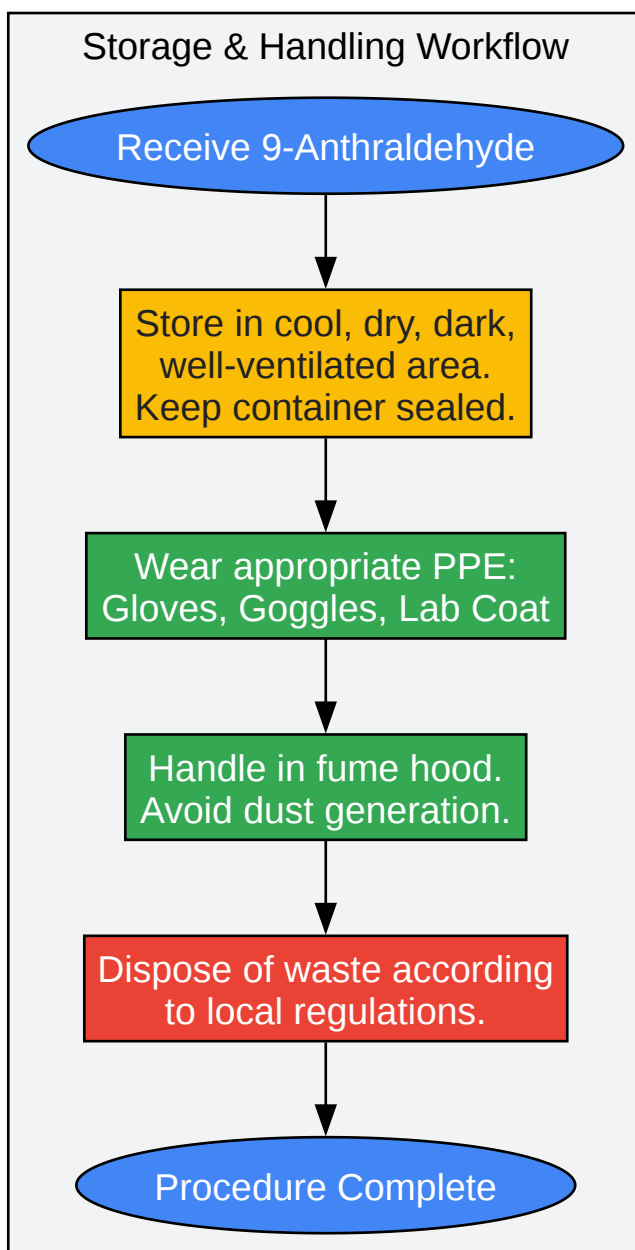 Storage & Handling Workflow
Receive 9-Anthraldehyde
Store in cool, dry, dark,
well-ventilated area.
Keep container sealed.
Wear appropriate PPE:
Gloves, Goggles, Lab Coat
Handle in fume hood.
Avoid dust generation.
Dispose of waste according
to local regulations.
Procedure Complete